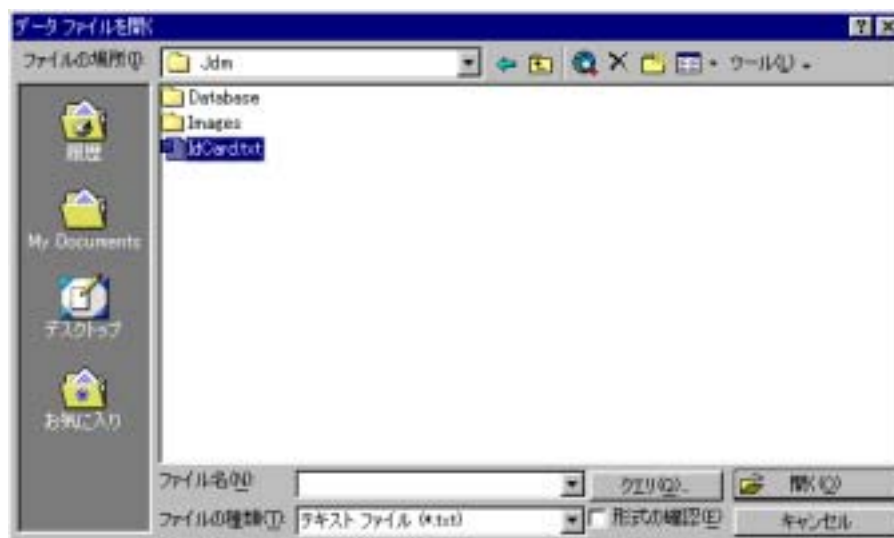 データ ファイルを開く
ファイルの場所(I):
Jdm
ツール(L)
Database
Images
IdCard.txt
履歴
My Documents
デスクトップ
お気に入り
ファイル名(N):
クエリ(Q)...
開く(O)
ファイルの種類(T):
テキスト ファイル (*.txt)
形式の確認(E)
キャンセル